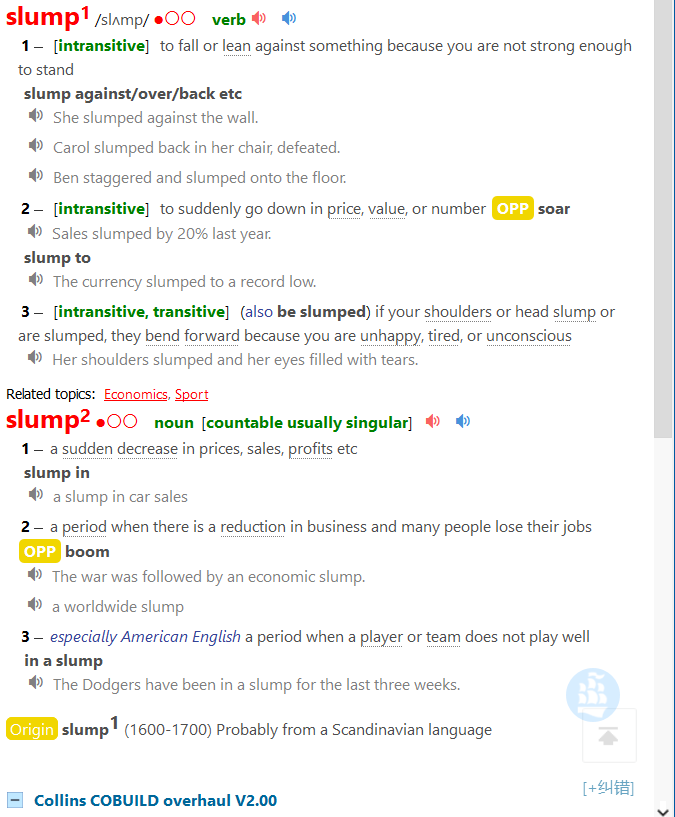 slump1 /slʌmp/ ●○○ verb
1 – [intransitive] to fall or lean against something because you are not strong enough
to stand
slump against/over/back etc
She slumped against the wall.
Carol slumped back in her chair, defeated.
Ben staggered and slumped onto the floor.
2 – [intransitive] to suddenly go down in price, value, or number OPP soar
Sales slumped by 20% last year.
slump to
The currency slumped to a record low.
3 – [intransitive, transitive] (also be slumped) if your shoulders or head slump or
are slumped, they bend forward because you are unhappy, tired, or unconscious
Her shoulders slumped and her eyes filled with tears.
Related topics: Economics, Sport
slump2 ●○○ noun [countable usually singular]
1 – a sudden decrease in prices, sales, profits etc
slump in
a slump in car sales
2 – a period when there is a reduction in business and many people lose their jobs
OPP boom
The war was followed by an economic slump.
a worldwide slump
3 – especially American English a period when a player or team does not play well
in a slump
The Dodgers have been in a slump for the last three weeks.
Origin slump1 (1600-1700) Probably from a Scandinavian language
[+纠错]
Collins COBUILD overhaul V2.00